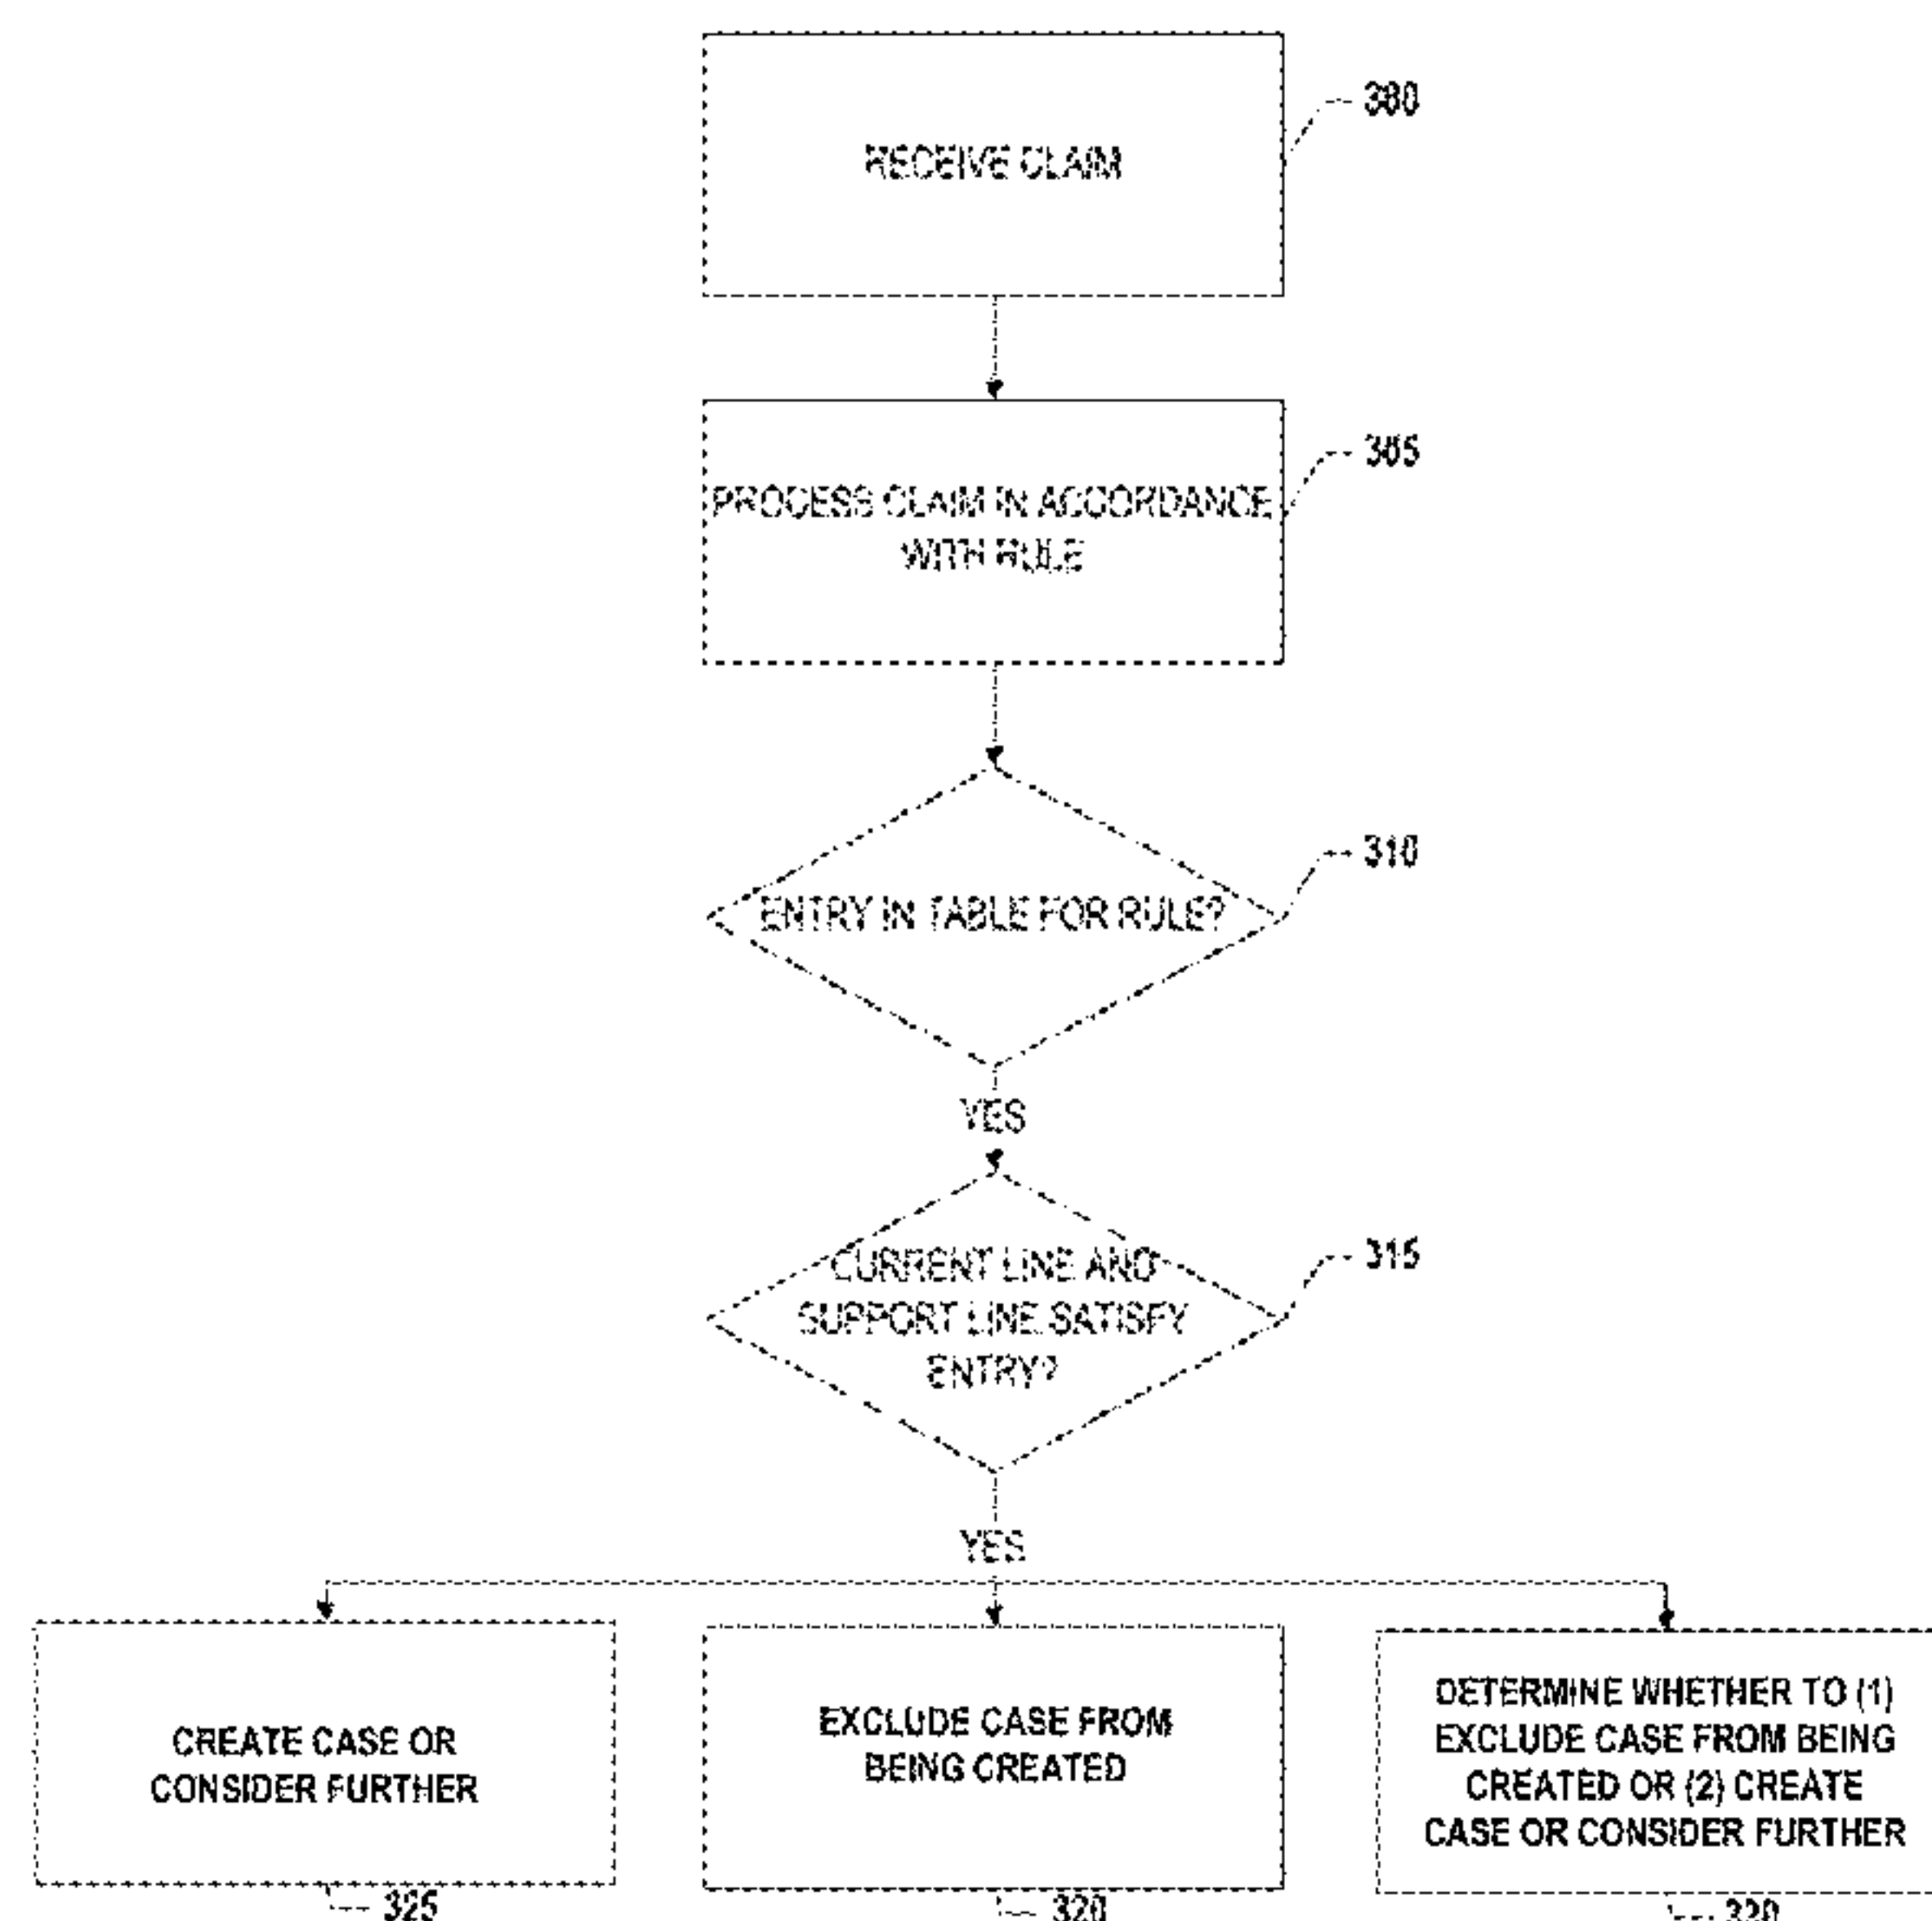 RECEIVE CLAIM
300
PROCESS CLAIM IN ACCORDANCE
WITH RULE
305
ENTRY IN TABLE FOR RULE?
310
YES
CURRENT LINE AND
SUPPORT LINE SATISFY
ENTRY?
315
YES
CREATE CASE OR
CONSIDER FURTHER
325
EXCLUDE CASE FROM
BEING CREATED
320
DETERMINE WHETHER TO (1)
EXCLUDE CASE FROM BEING
CREATED OR (2) CREATE
CASE OR CONSIDER FURTHER